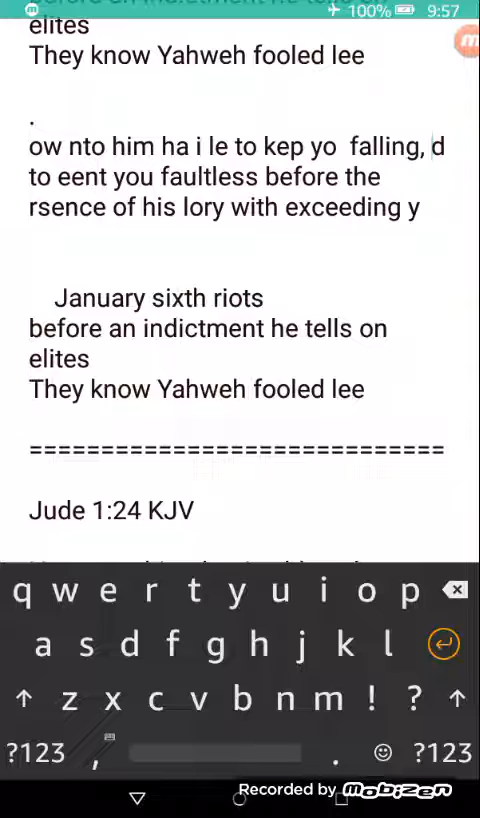 100% 9:57
elites
They know Yahweh fooled lee
.
ow nto him ha i le to kep yo  falling, d
to eent you faultless before the
rsence of his lory with exceeding y
January sixth riots
before an indictment he tells on
elites
They know Yahweh fooled lee
=============================
Jude 1:24 KJV
q w e r t y u i o p
a s d f g h j k l
z x c v b n m ! ?
?123 , . ?123
Recorded by Mobizen